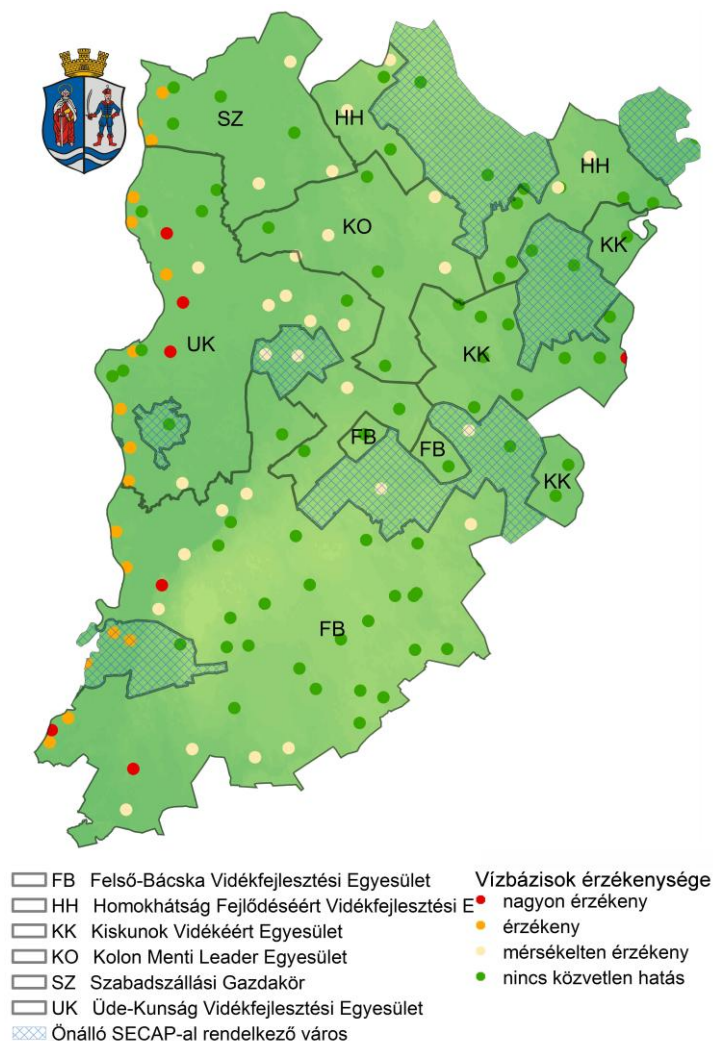 SZ
HH
HH
KO
KK
UK
KK
FB
FB
KK
FB
FB Felső-Bácska Vidékfejlesztési Egyesület
HH Homokhátság Fejlődéséért Vidékfejlesztési E
KK Kiskunok Vidékéért Egyesület
KO Kolon Menti Leader Egyesület
SZ Szabadszállási Gazdakör
UK Üde-Kunság Vidékfejlesztési Egyesület
Önálló SECAP-al rendelkező város
Vízbázisok érzékenysége
nagyon érzékeny
érzékeny
mérsékelten érzékeny
nincs közvetlen hatás